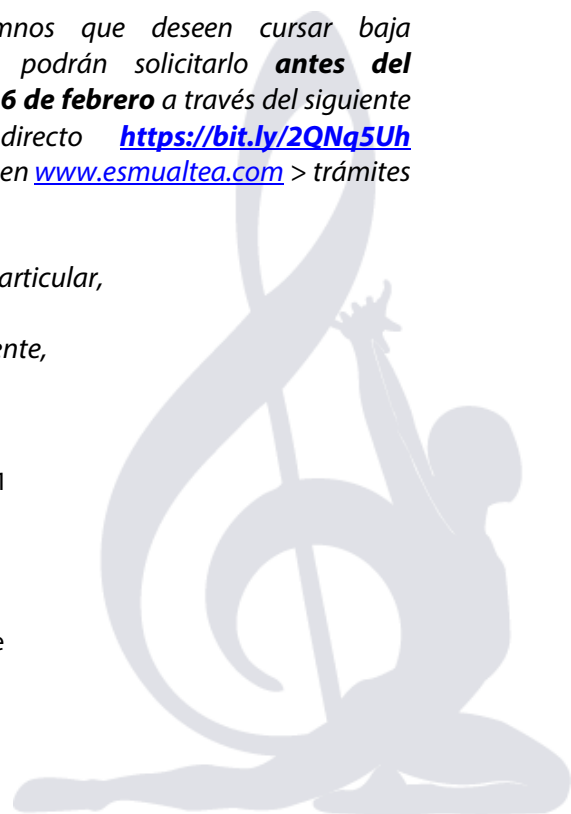 mnos que deseen cursar baja
podrán solicitarlo antes del
6 de febrero a través del siguiente
directo https://bit.ly/2QNq5Uh
en www.esmualtea.com > trámites
articular,
ente,
e